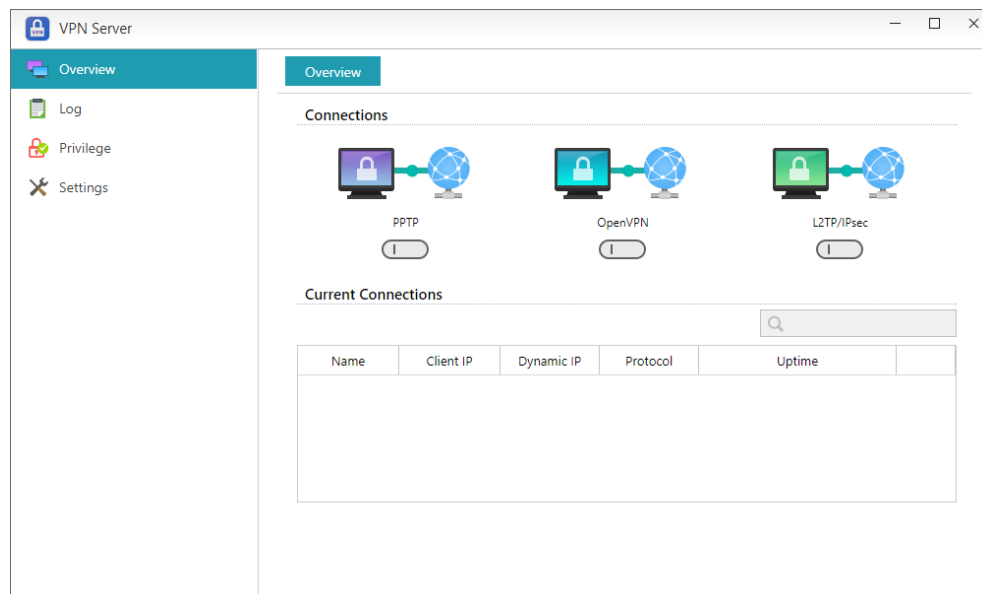 VPN Server
Overview
Log
Privilege
Settings
Overview
Connections
PPTP OpenVPN L2TP/IPsec
Current Connections
Name Client IP Dynamic IP Protocol Uptime